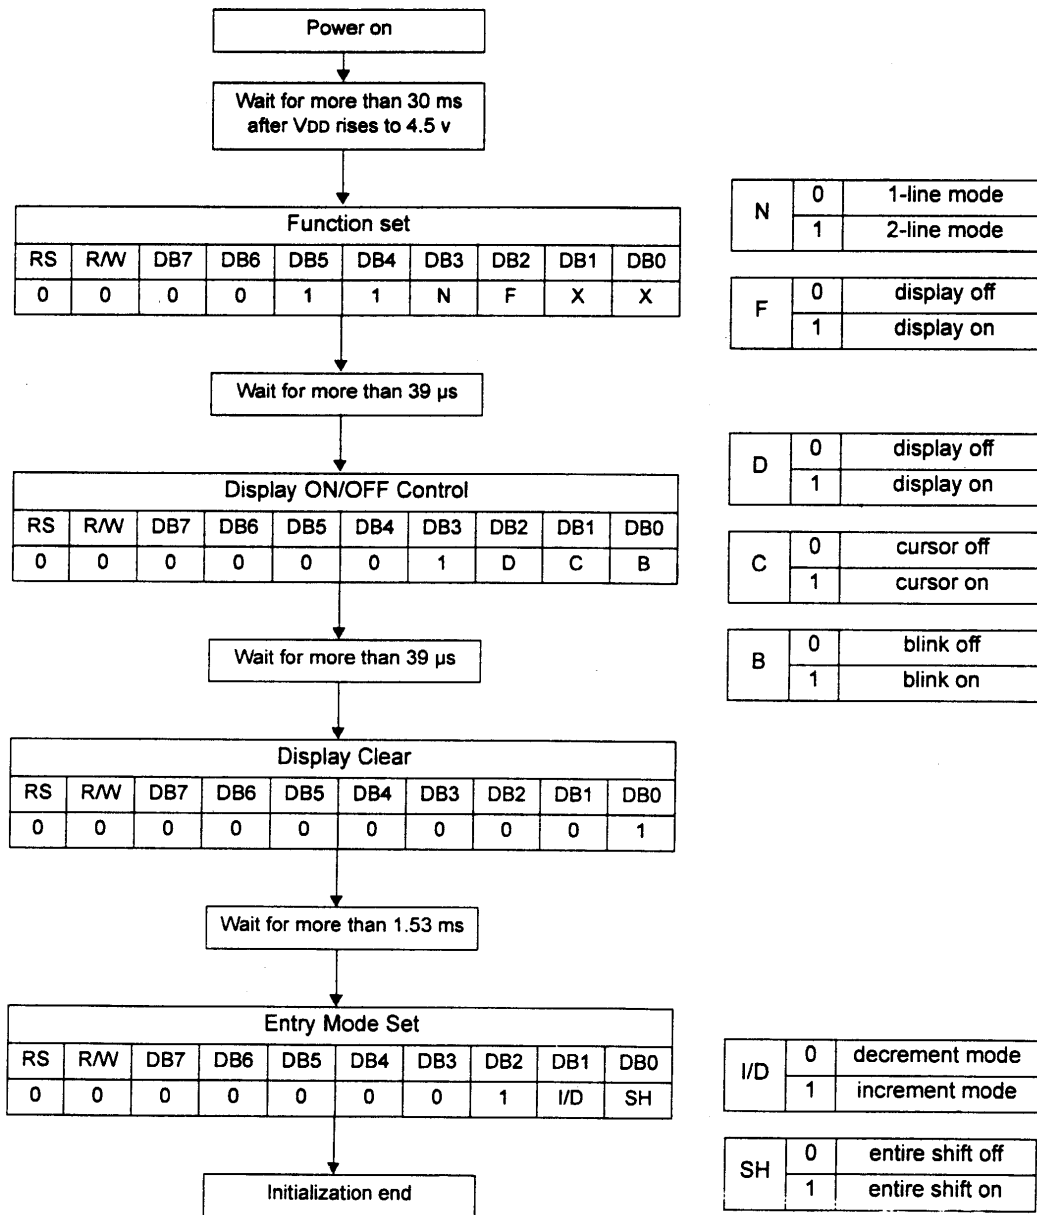 Power on
Wait for more than 30 ms
after VDD rises to 4.5 v
Function set
RS R/W DB7 DB6 DB5 DB4 DB3 DB2 DB1 DB0
0 0 0 0 1 1 N F X X
N 0 1-line mode
1 2-line mode
F 0 display off
1 display on
Wait for more than 39 µs
Display ON/OFF Control
RS R/W DB7 DB6 DB5 DB4 DB3 DB2 DB1 DB0
0 0 0 0 0 0 1 D C B
D 0 display off
1 display on
C 0 cursor off
1 cursor on
B 0 blink off
1 blink on
Wait for more than 39 µs
Display Clear
RS R/W DB7 DB6 DB5 DB4 DB3 DB2 DB1 DB0
0 0 0 0 0 0 0 0 0 1
Wait for more than 1.53 ms
Entry Mode Set
RS R/W DB7 DB6 DB5 DB4 DB3 DB2 DB1 DB0
0 0 0 0 0 0 0 1 I/D SH
I/D 0 decrement mode
1 increment mode
SH 0 entire shift off
1 entire shift on
Initialization end